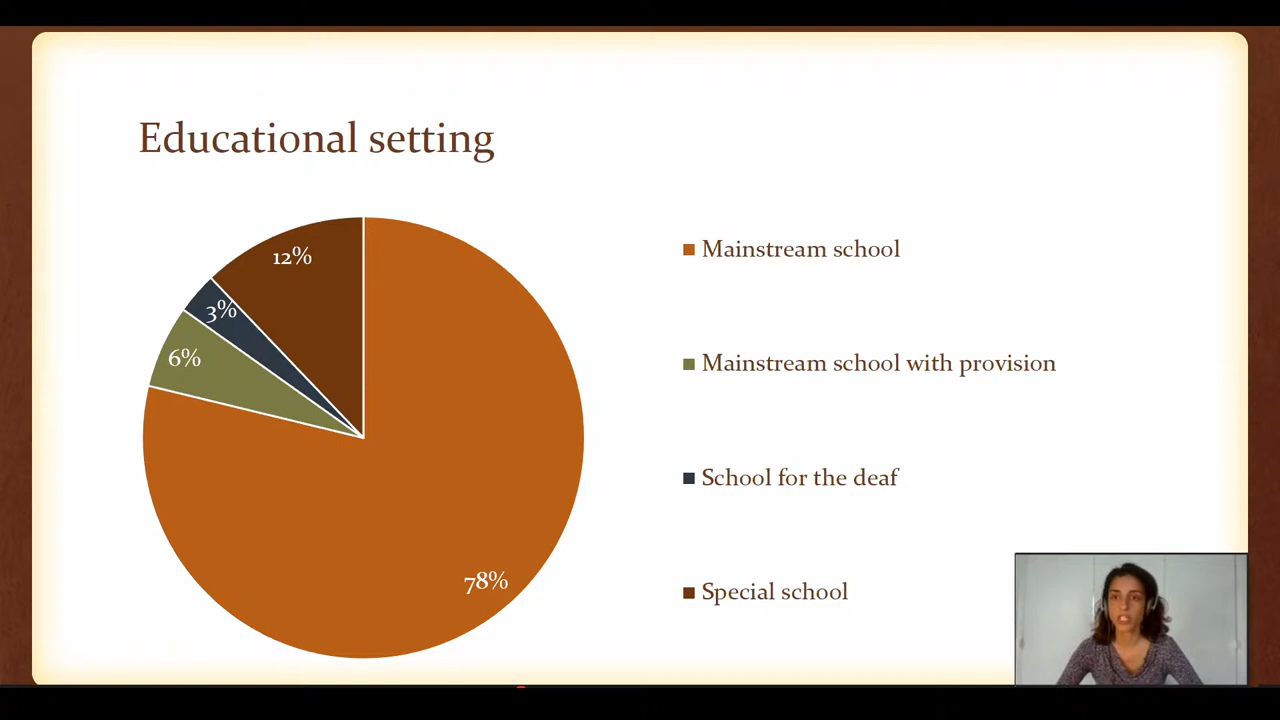 Educational setting
12%
3%
6%
78%
Mainstream school
Mainstream school with provision
School for the deaf
Special school